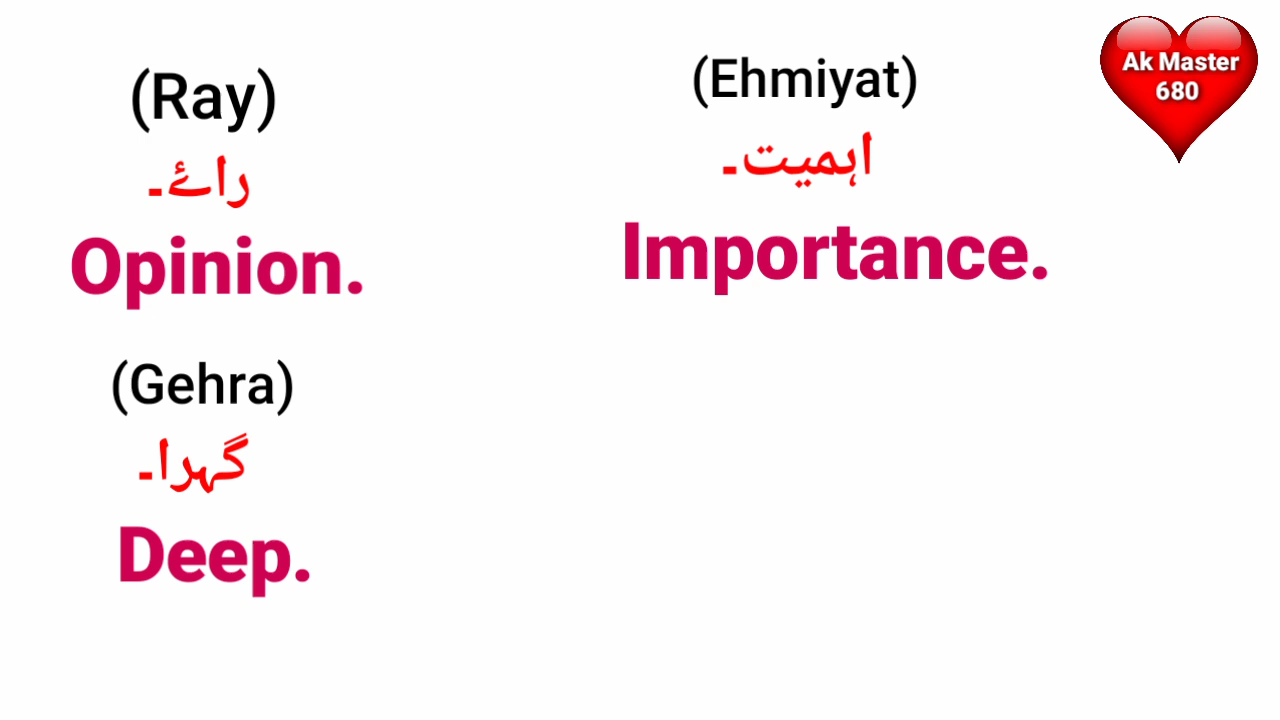 (Ray)
رائے۔
Opinion.
(Ehmiyat)
اہمیت۔
Importance.
(Gehra)
گہرا۔
Deep.
Ak Master
680